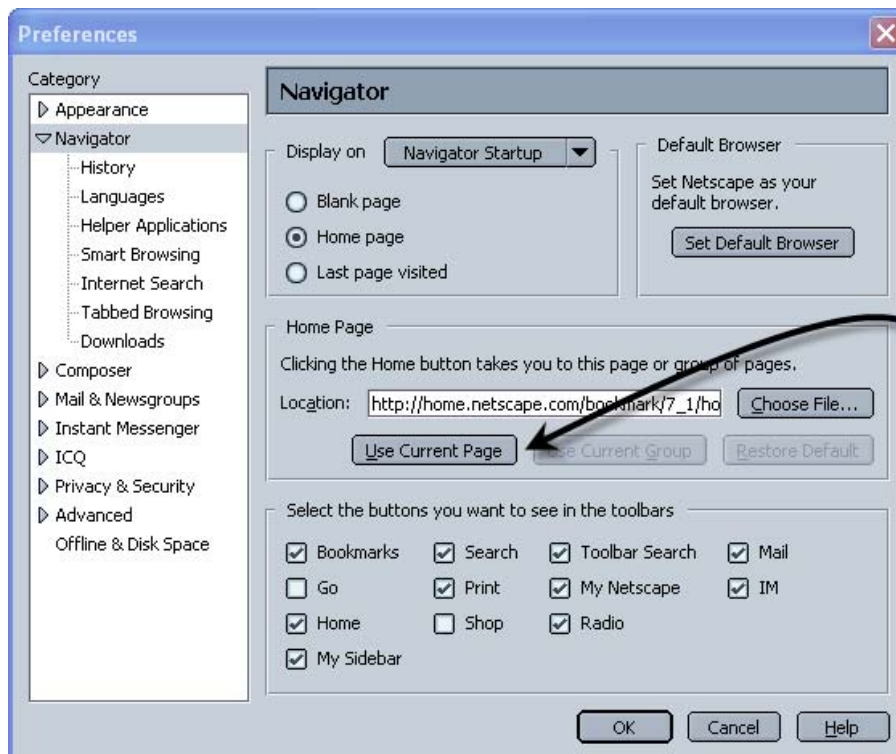 Preferences
Category
Appearance
Navigator
History
Languages
Helper Applications
Smart Browsing
Internet Search
Tabbed Browsing
Downloads
Composer
Mail & Newsgroups
Instant Messenger
ICQ
Privacy & Security
Advanced
Offline & Disk Space
Navigator
Display on Navigator Startup
Blank page
Home page
Last page visited
Default Browser
Set Netscape as your
default browser.
Set Default Browser
Home Page
Clicking the Home button takes you to this page or group of pages.
Location: http://home.netscape.com/bookmark/7_1/ho Choose File...
Use Current Page Use Current Group Restore Default
Select the buttons you want to see in the toolbars
Bookmarks Search Toolbar Search Mail
Go Print My Netscape IM
Home Shop Radio
My Sidebar
OK Cancel Help